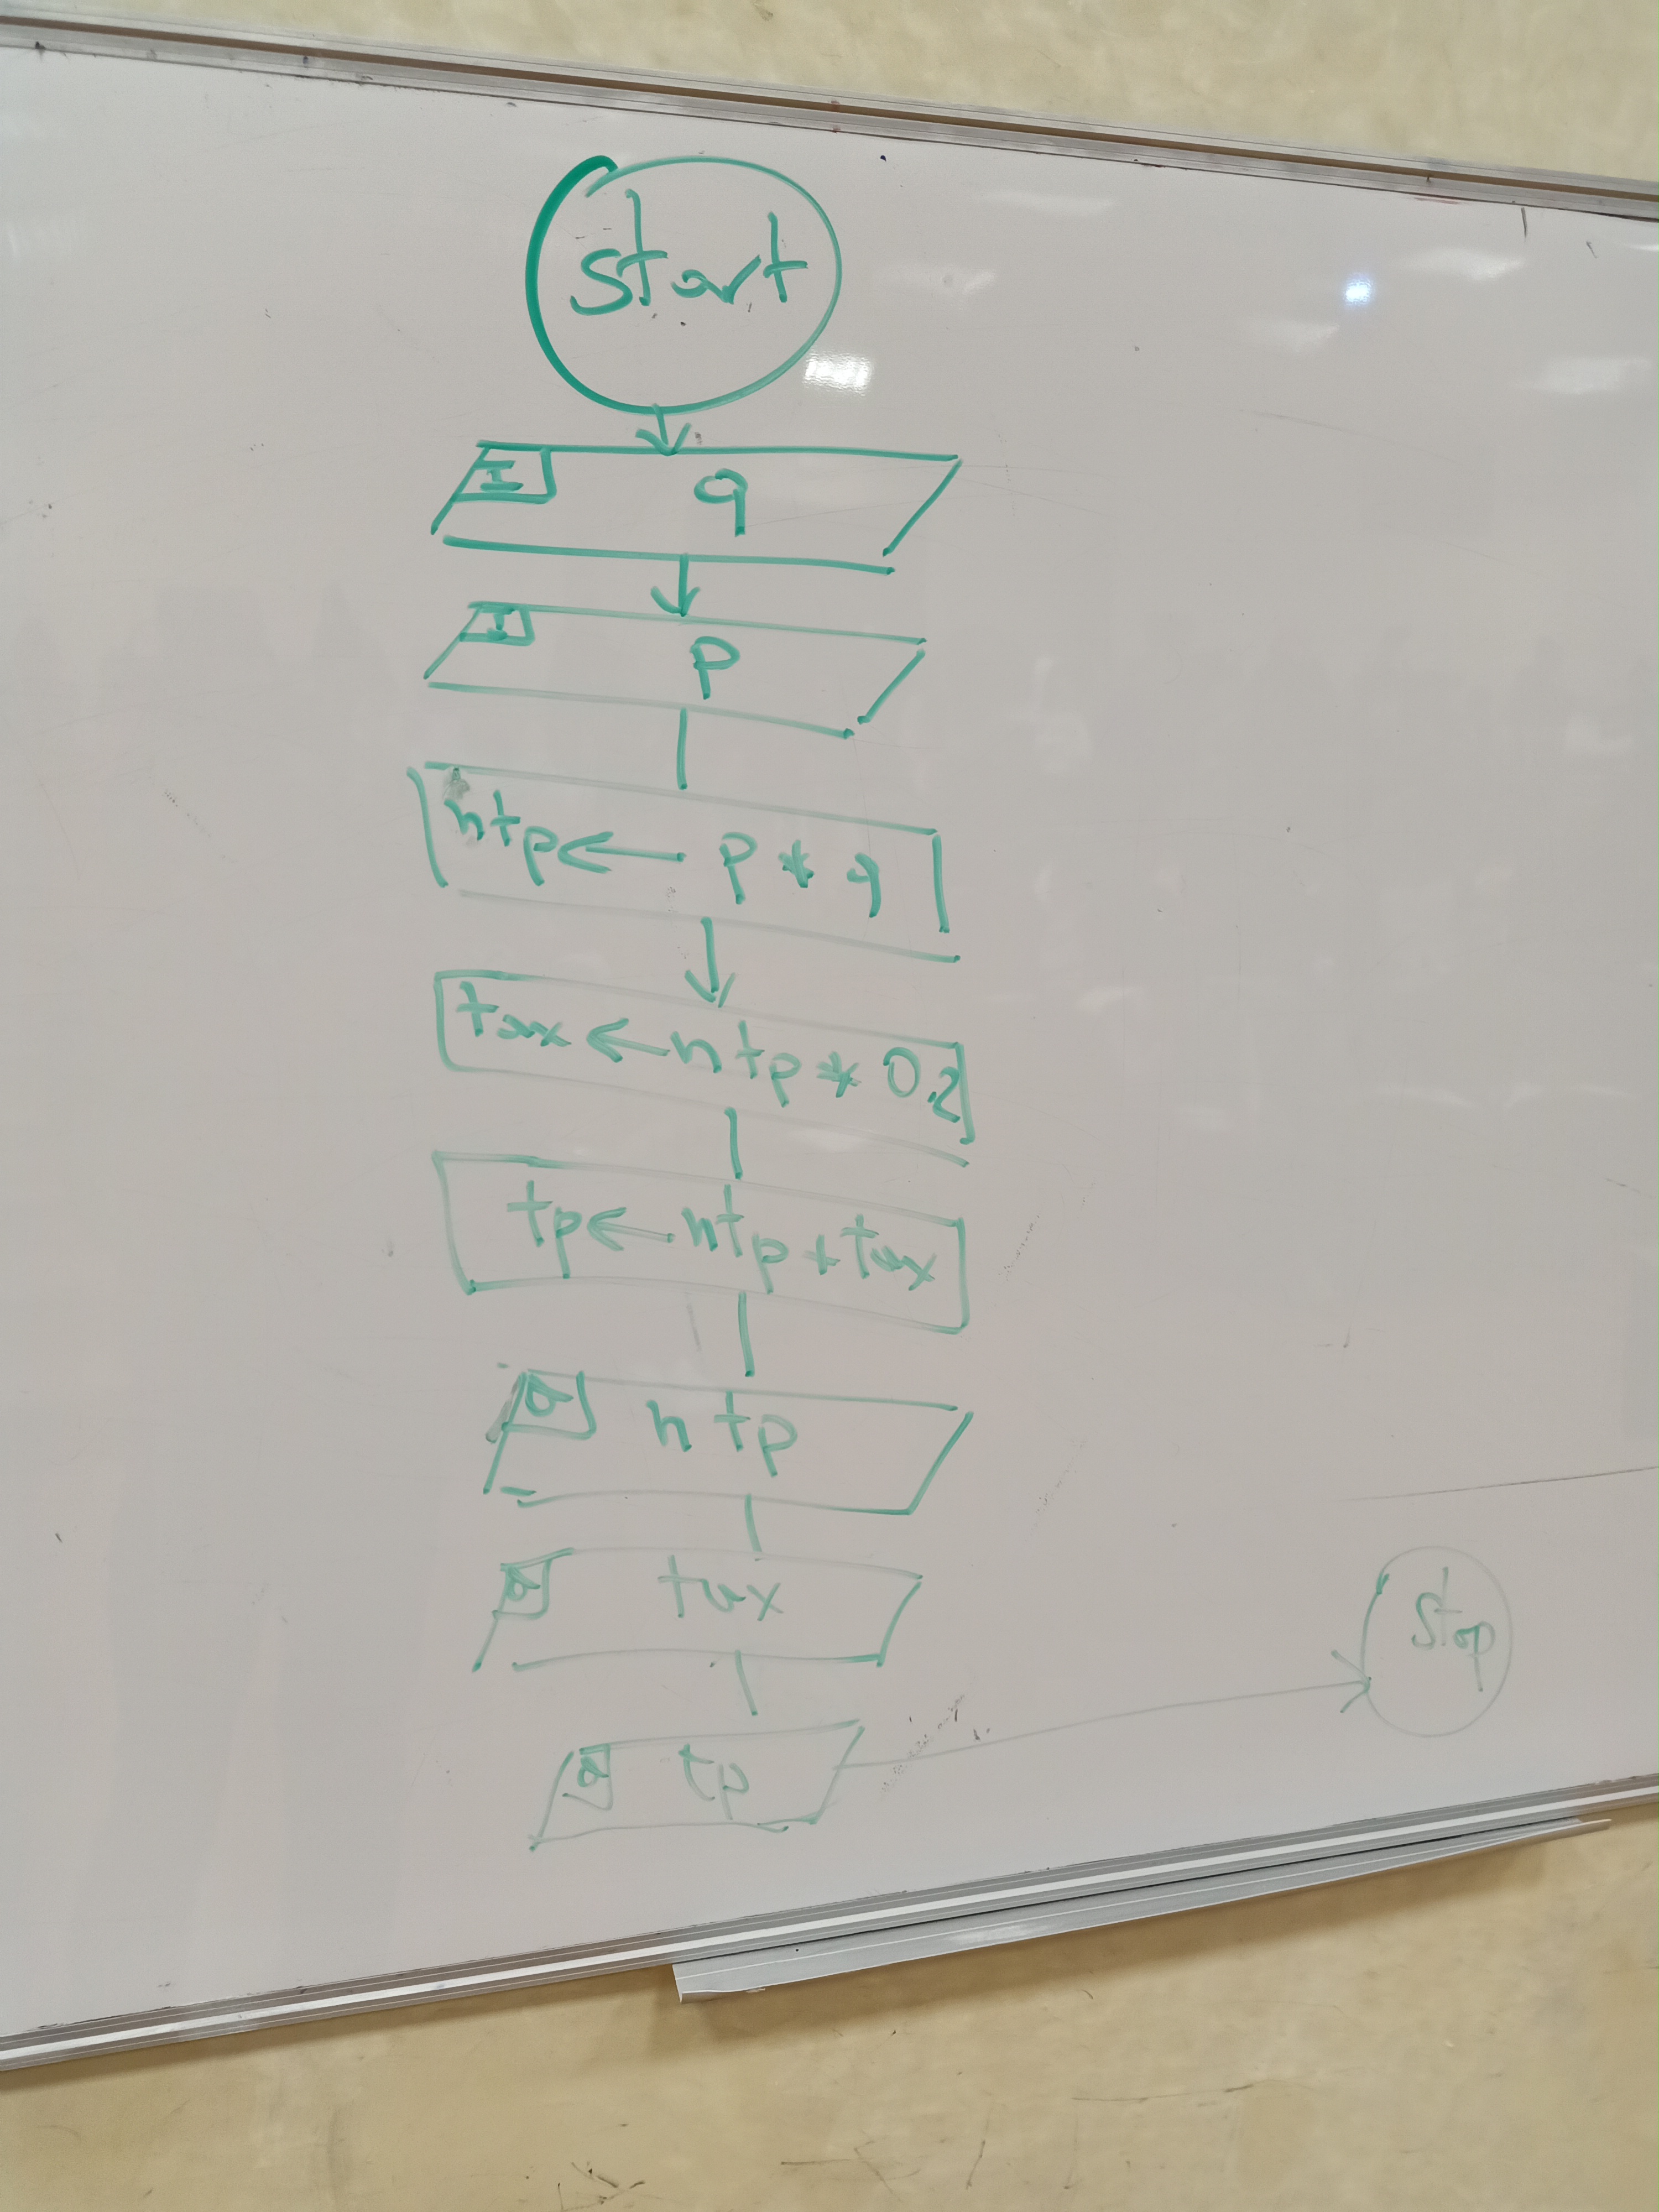 Start
I q
I p
ntp ← p * q
tax ← ntp * 0.2
tp ← ntp + tax
O ntp
O tax
O tp
Stop